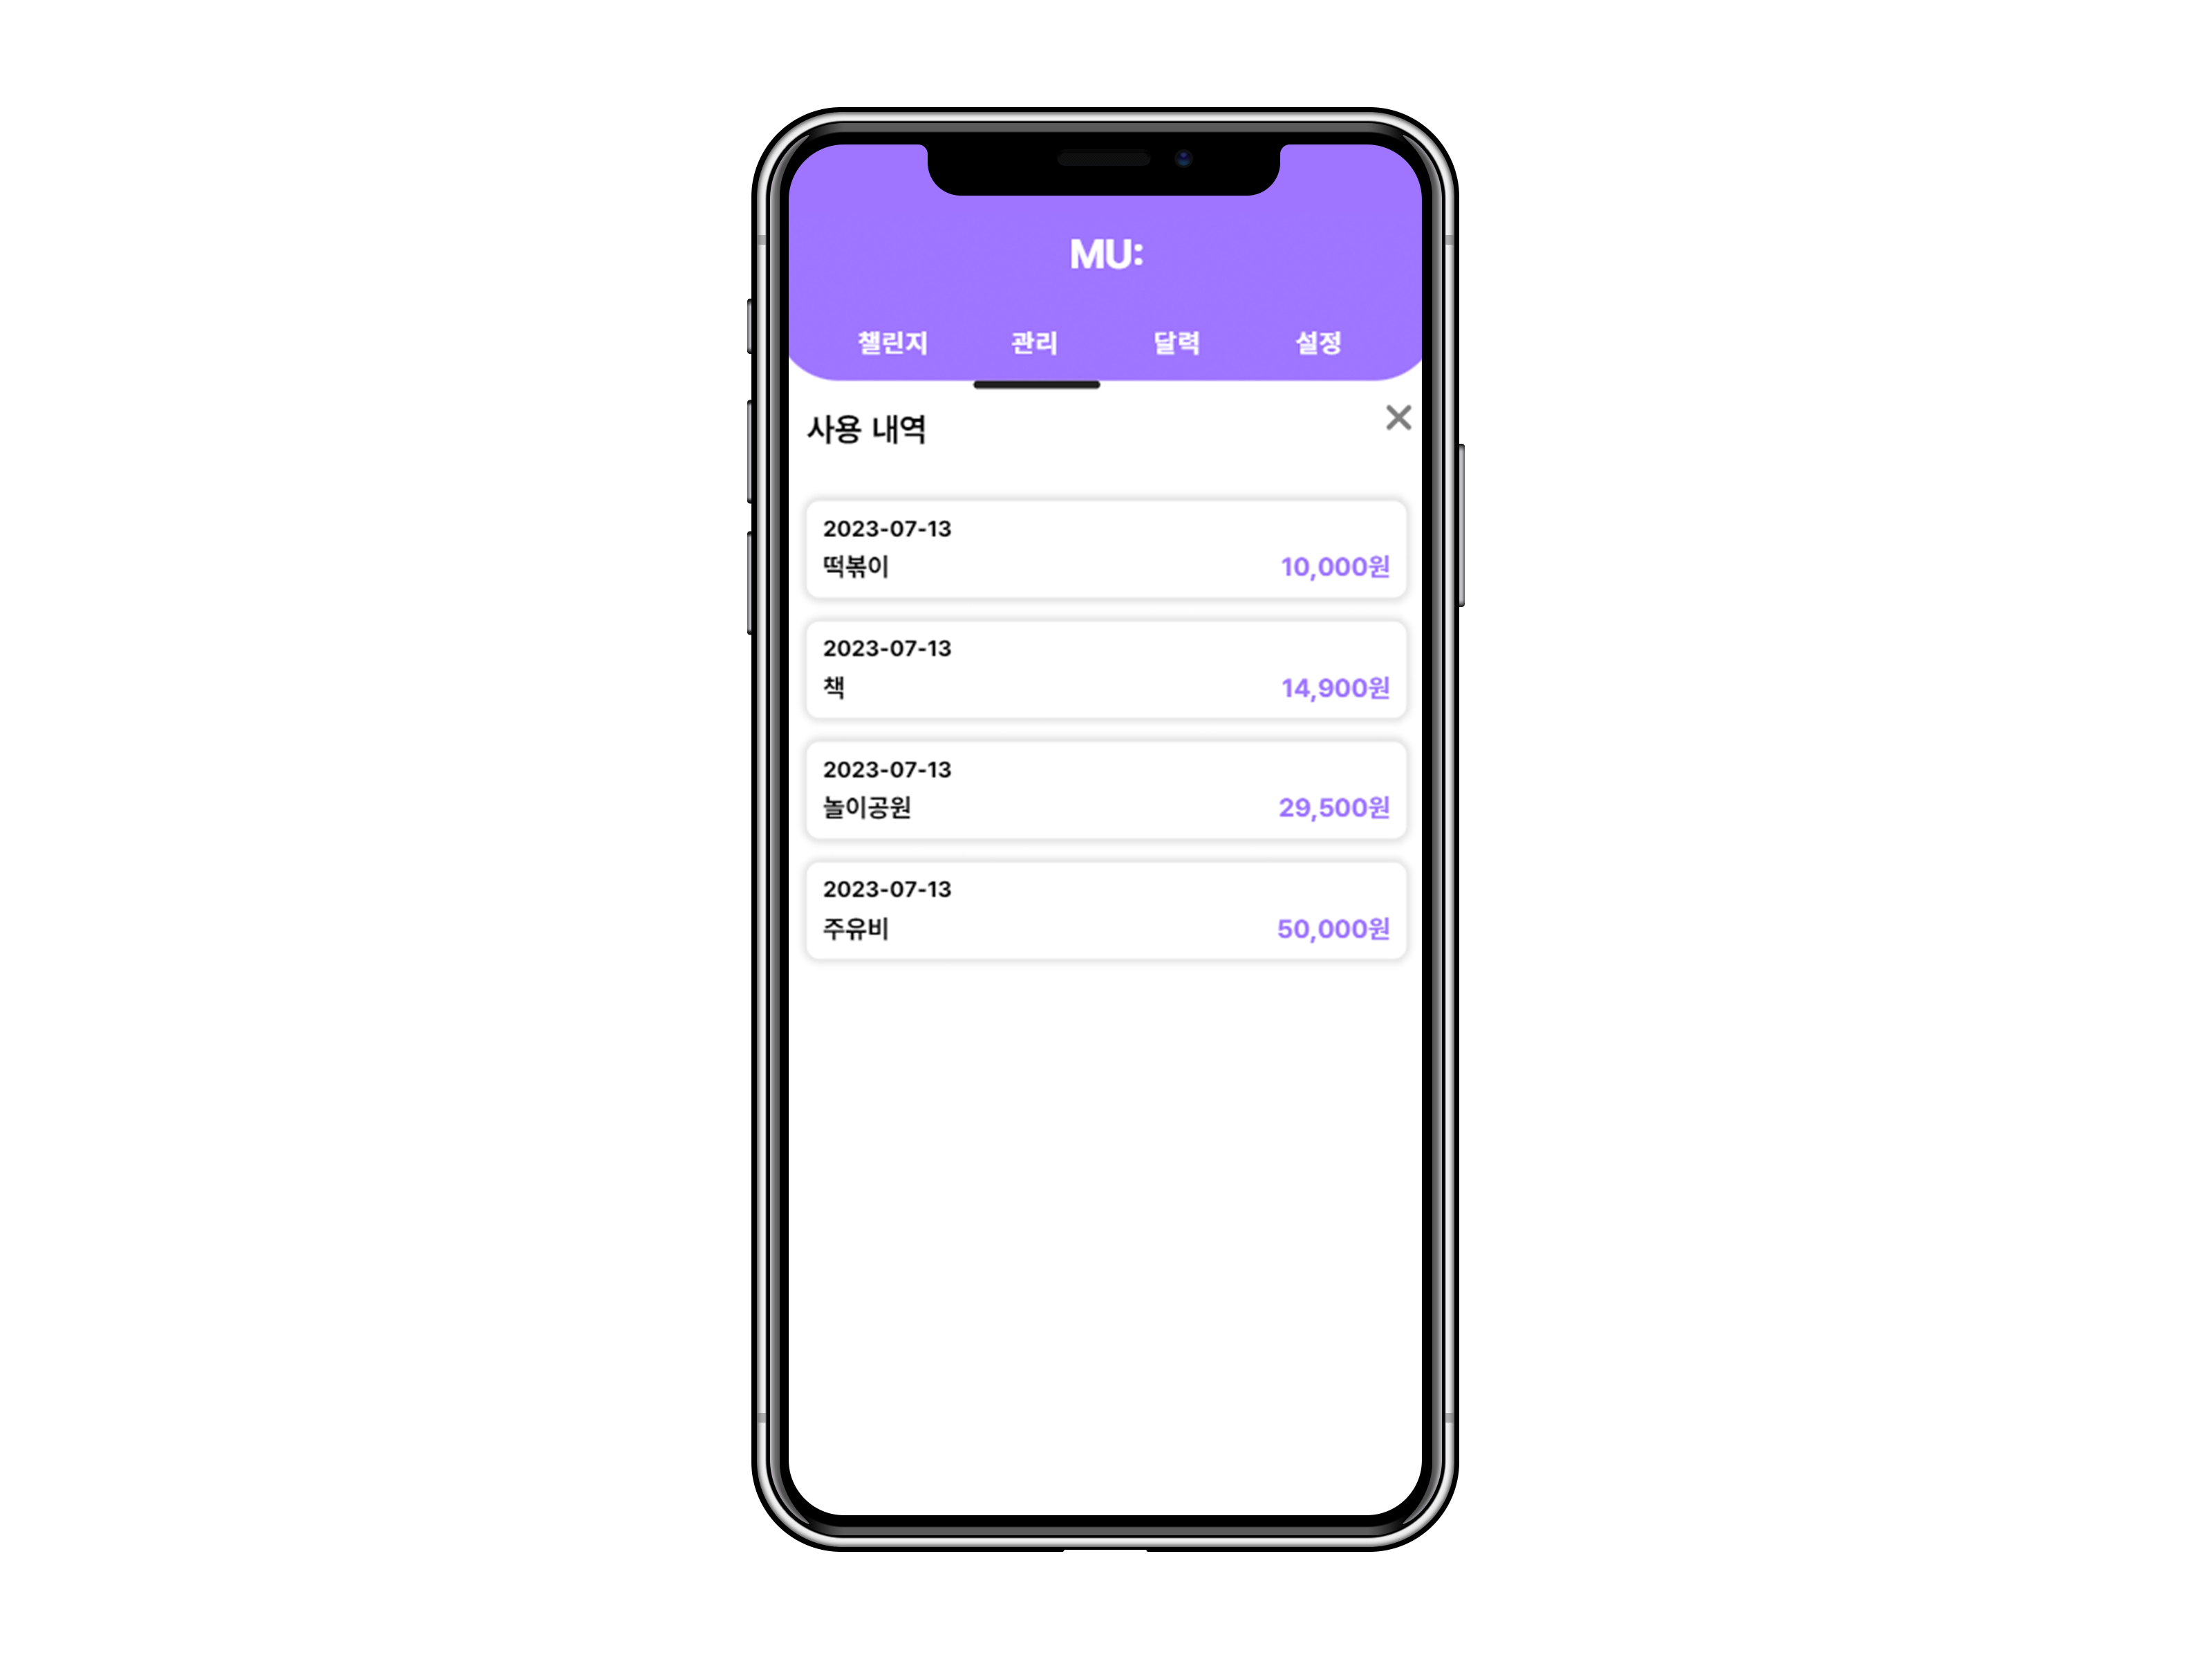 MU:
챌린지 관리 달력 설정
사용 내역
2023-07-13
떡볶이 10,000원
2023-07-13
책 14,900원
2023-07-13
놀이공원 29,500원
2023-07-13
주유비 50,000원